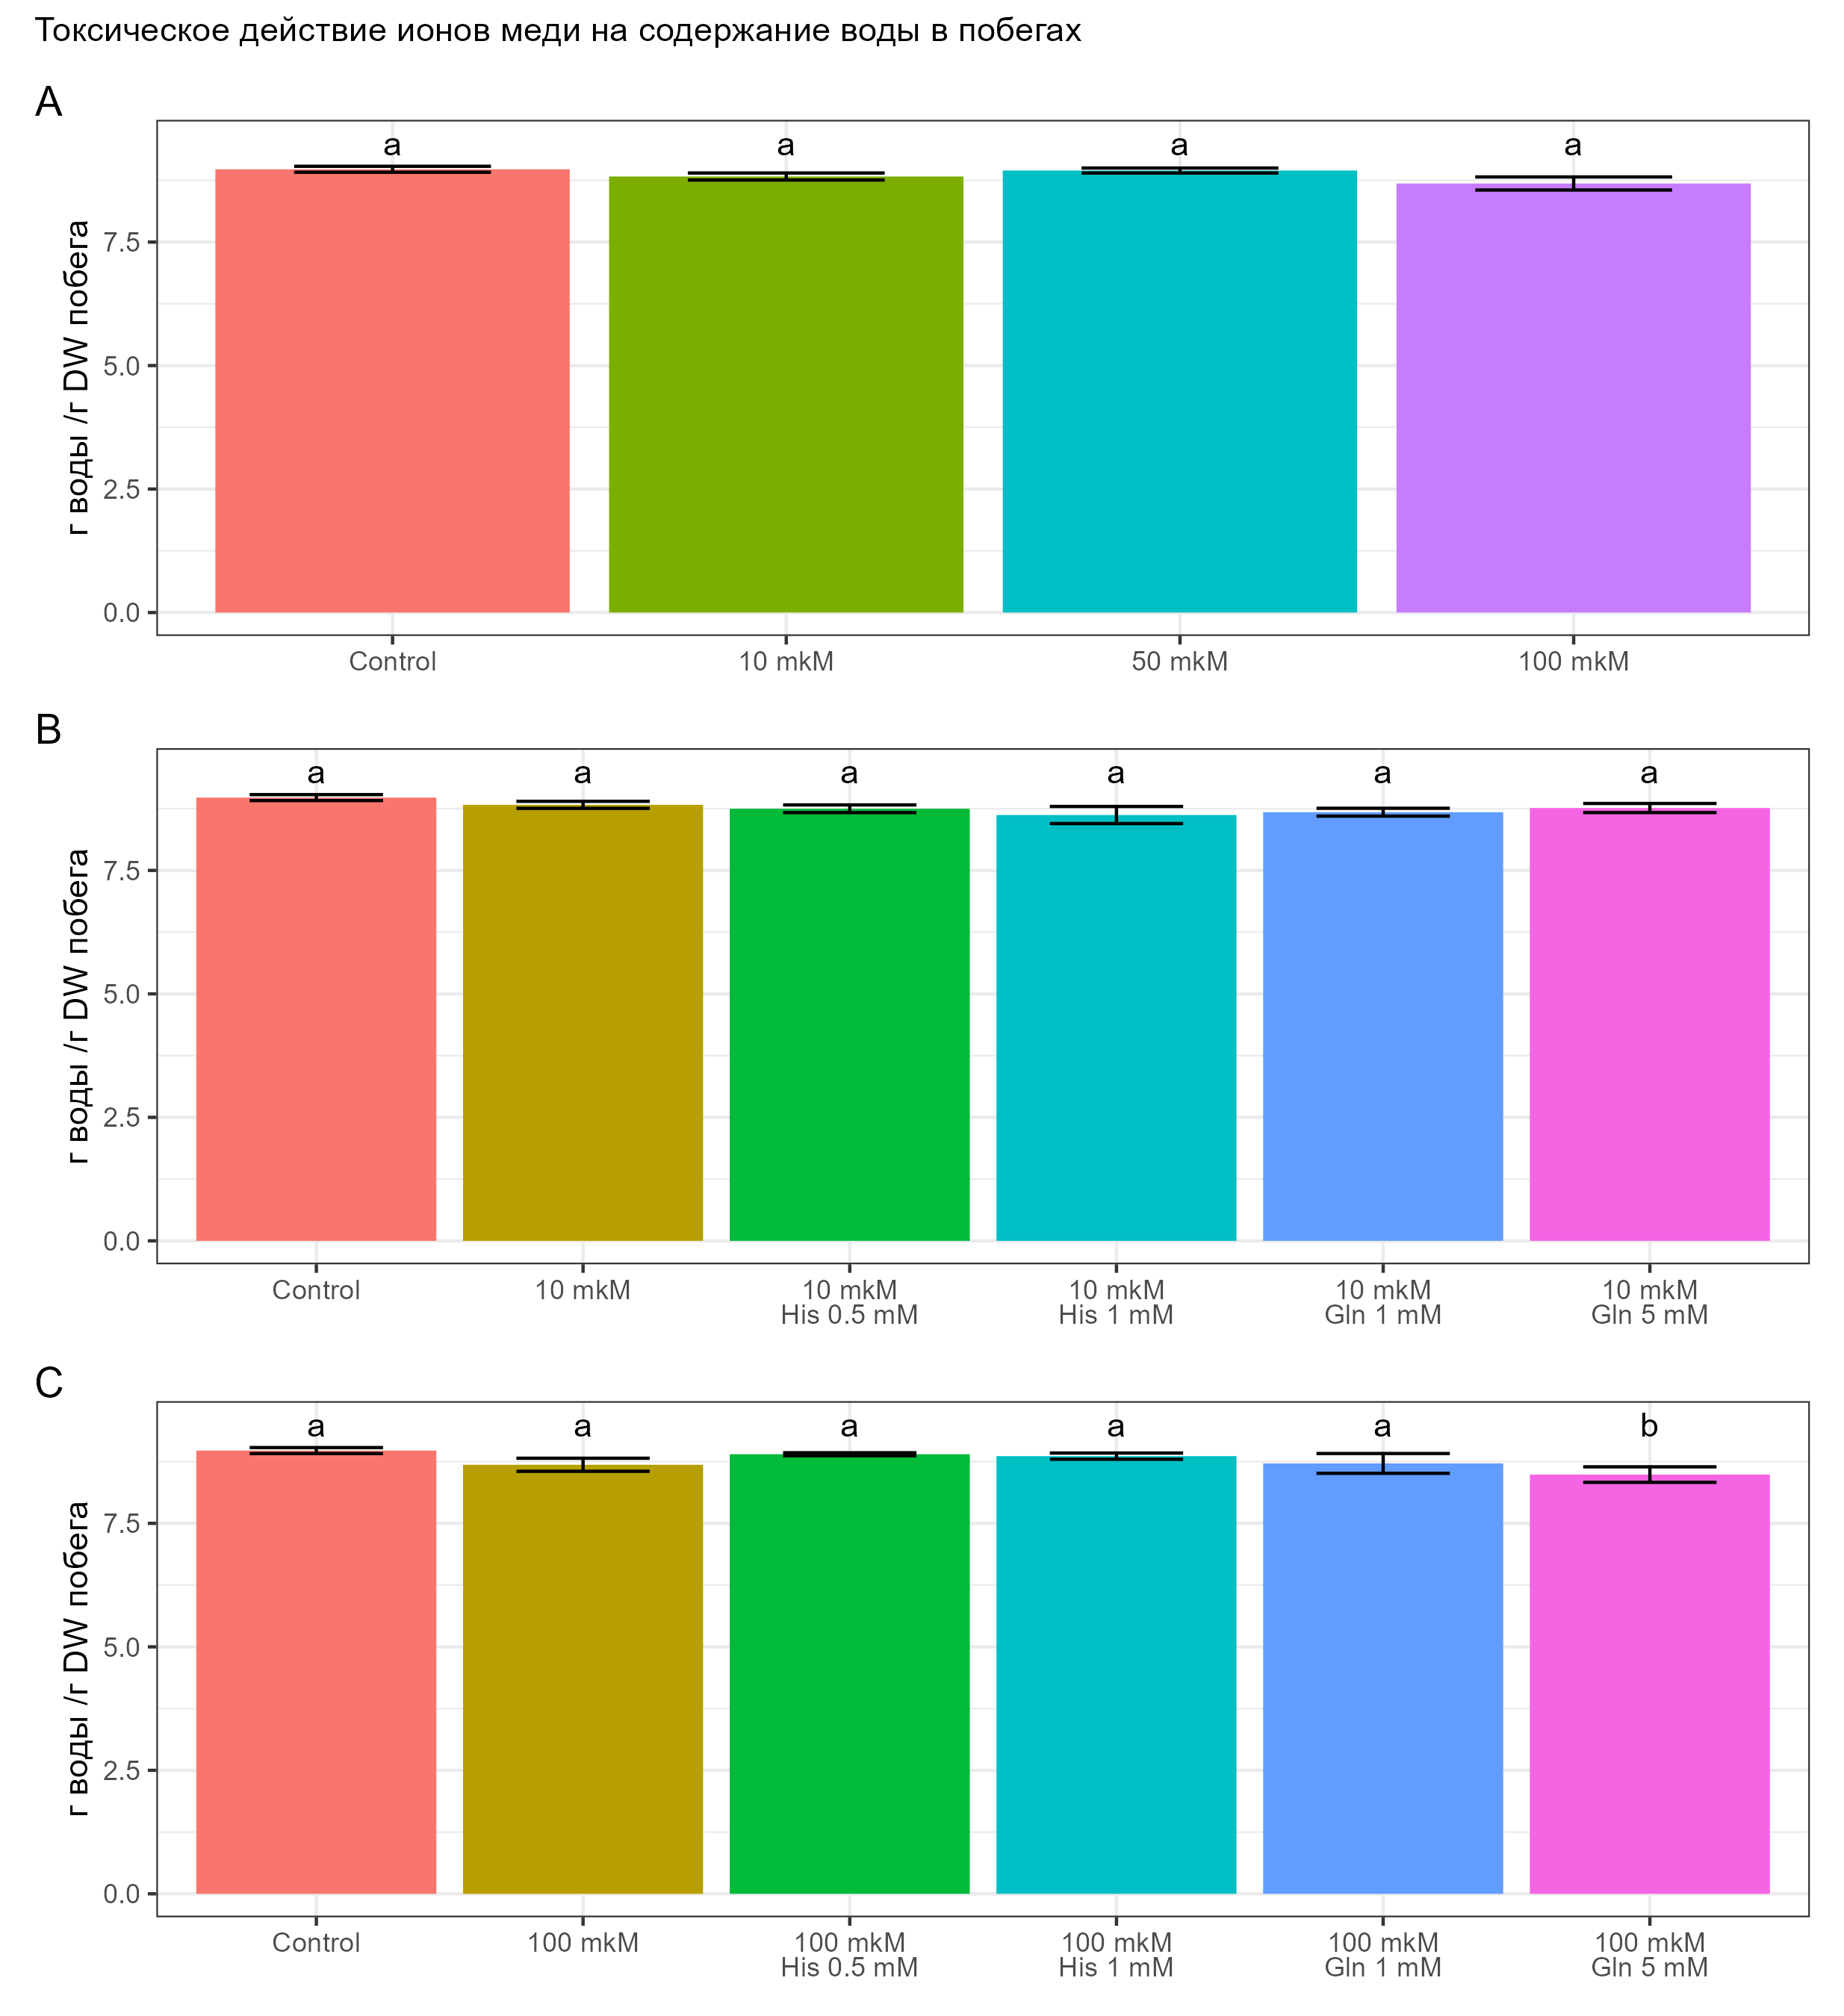 Токсическое действие ионов меди на содержание воды в побегах
A
a a a a
г воды /г DW побега
7.5
5.0
2.5
0.0
Control 10 mkM 50 mkM 100 mkM
B
a a a a a a
г воды /г DW побега
7.5
5.0
2.5
0.0
Control 10 mkM 10 mkM 10 mkM 10 mkM 10 mkM
His 0.5 mM His 1 mM Gln 1 mM Gln 5 mM
C
a a a a a b
г воды /г DW побега
7.5
5.0
2.5
0.0
Control 100 mkM 100 mkM 100 mkM 100 mkM 100 mkM
His 0.5 mM His 1 mM Gln 1 mM Gln 5 mM